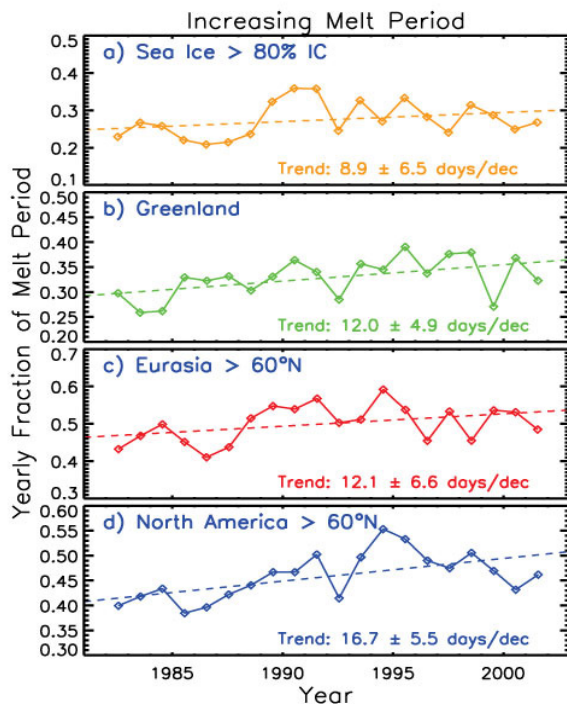 Increasing Melt Period
0.5
a) Sea Ice > 80% IC
0.4
0.3
0.2
Trend: 8.9 ± 6.5 days/dec
0.1
0.50
b) Greenland
0.45
0.40
0.35
0.30
0.25
Trend: 12.0 ± 4.9 days/dec
0.20
0.7
c) Eurasia > 60°N
0.6
0.5
0.4
Trend: 12.1 ± 6.6 days/dec
0.3
0.60
d) North America > 60°N
0.55
0.50
0.45
0.40
0.35
Trend: 16.7 ± 5.5 days/dec
0.30
Yearly Fraction of Melt Period
1985 1990 1995 2000
Year